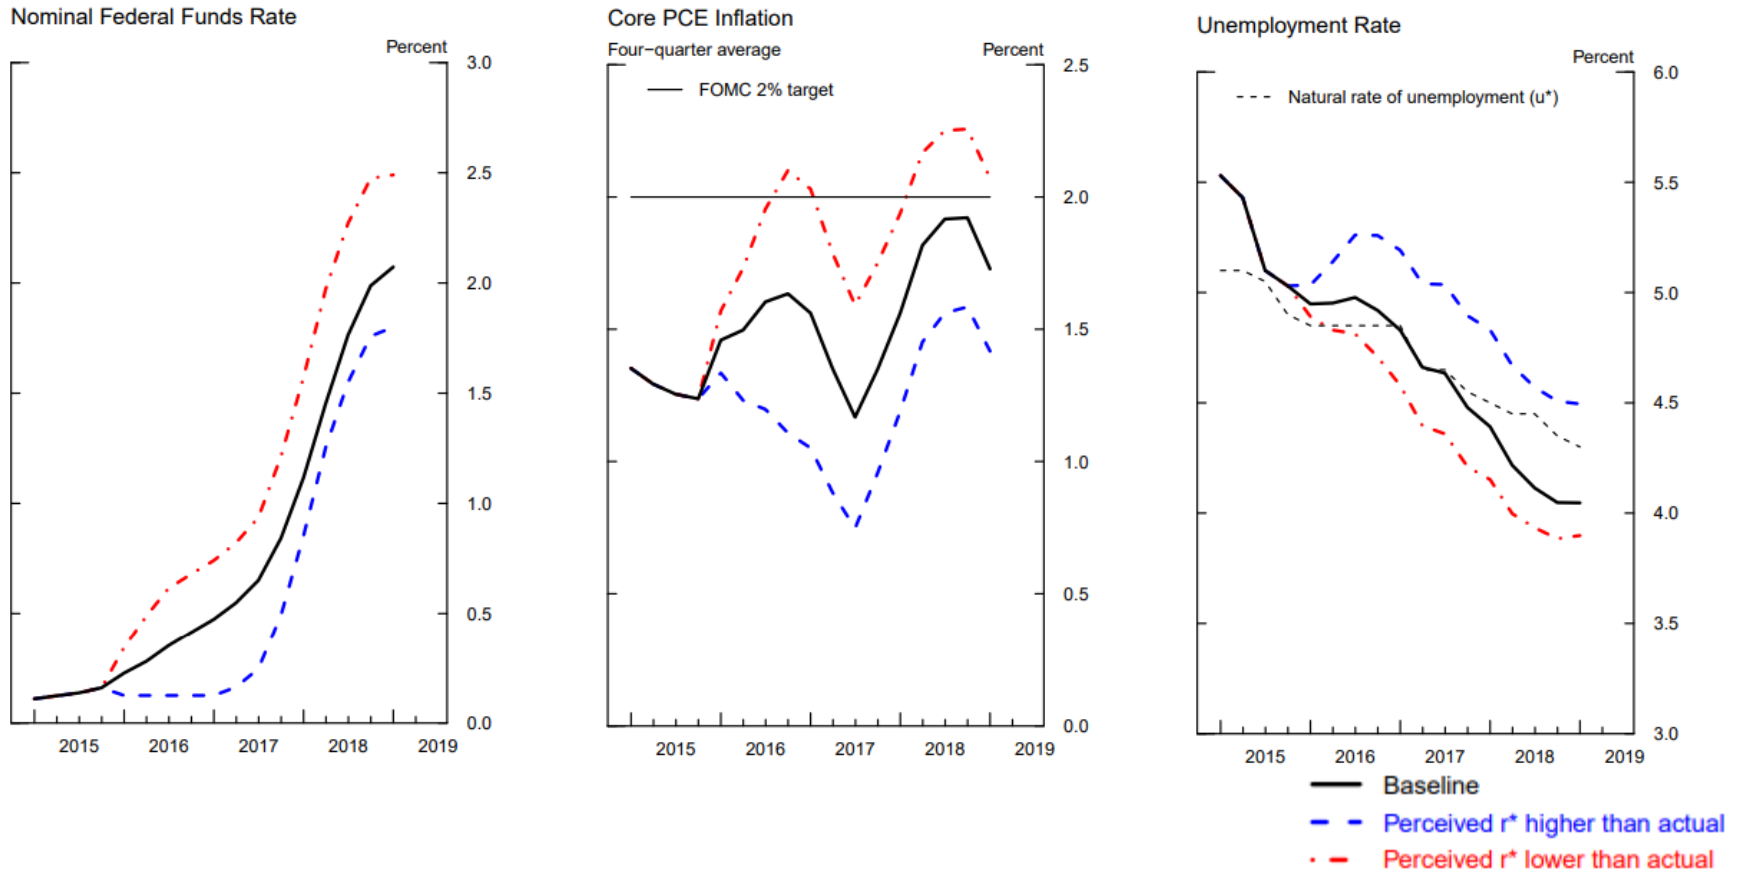 Nominal Federal Funds Rate
Percent
3.0
2.5
2.0
1.5
1.0
0.5
0.0
2015 2016 2017 2018 2019
Core PCE Inflation
Four-quarter average Percent
FOMC 2% target
2.5
2.0
1.5
1.0
0.5
0.0
2015 2016 2017 2018 2019
Unemployment Rate
Percent
Natural rate of unemployment (u*)
6.0
5.5
5.0
4.5
4.0
3.5
3.0
2015 2016 2017 2018 2019
Baseline
Perceived r* higher than actual
Perceived r* lower than actual